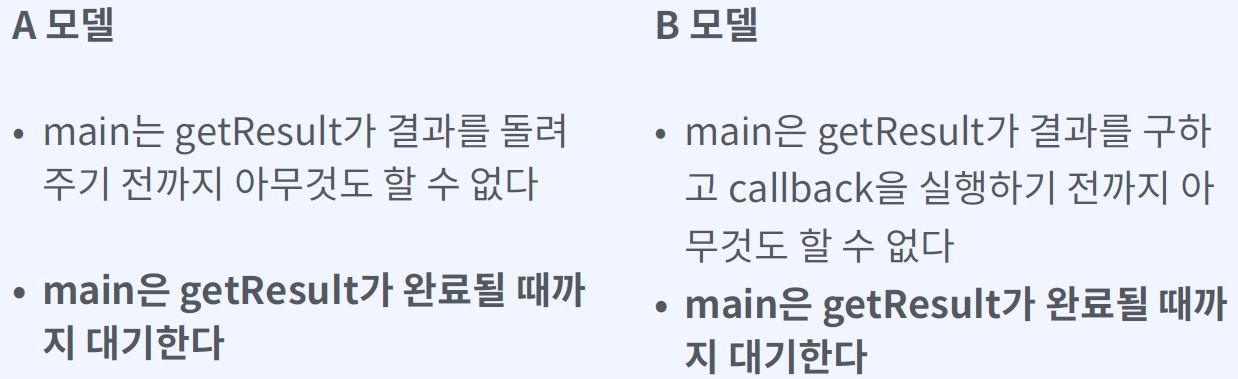 A 모델
• main는 getResult가 결과를 돌려
주기 전까지 아무것도 할 수 없다
• main은 getResult가 완료될 때까
지 대기한다
B 모델
• main은 getResult가 결과를 구하
고 callback을 실행하기 전까지 아
무것도 할 수 없다
• main은 getResult가 완료될 때까
지 대기한다